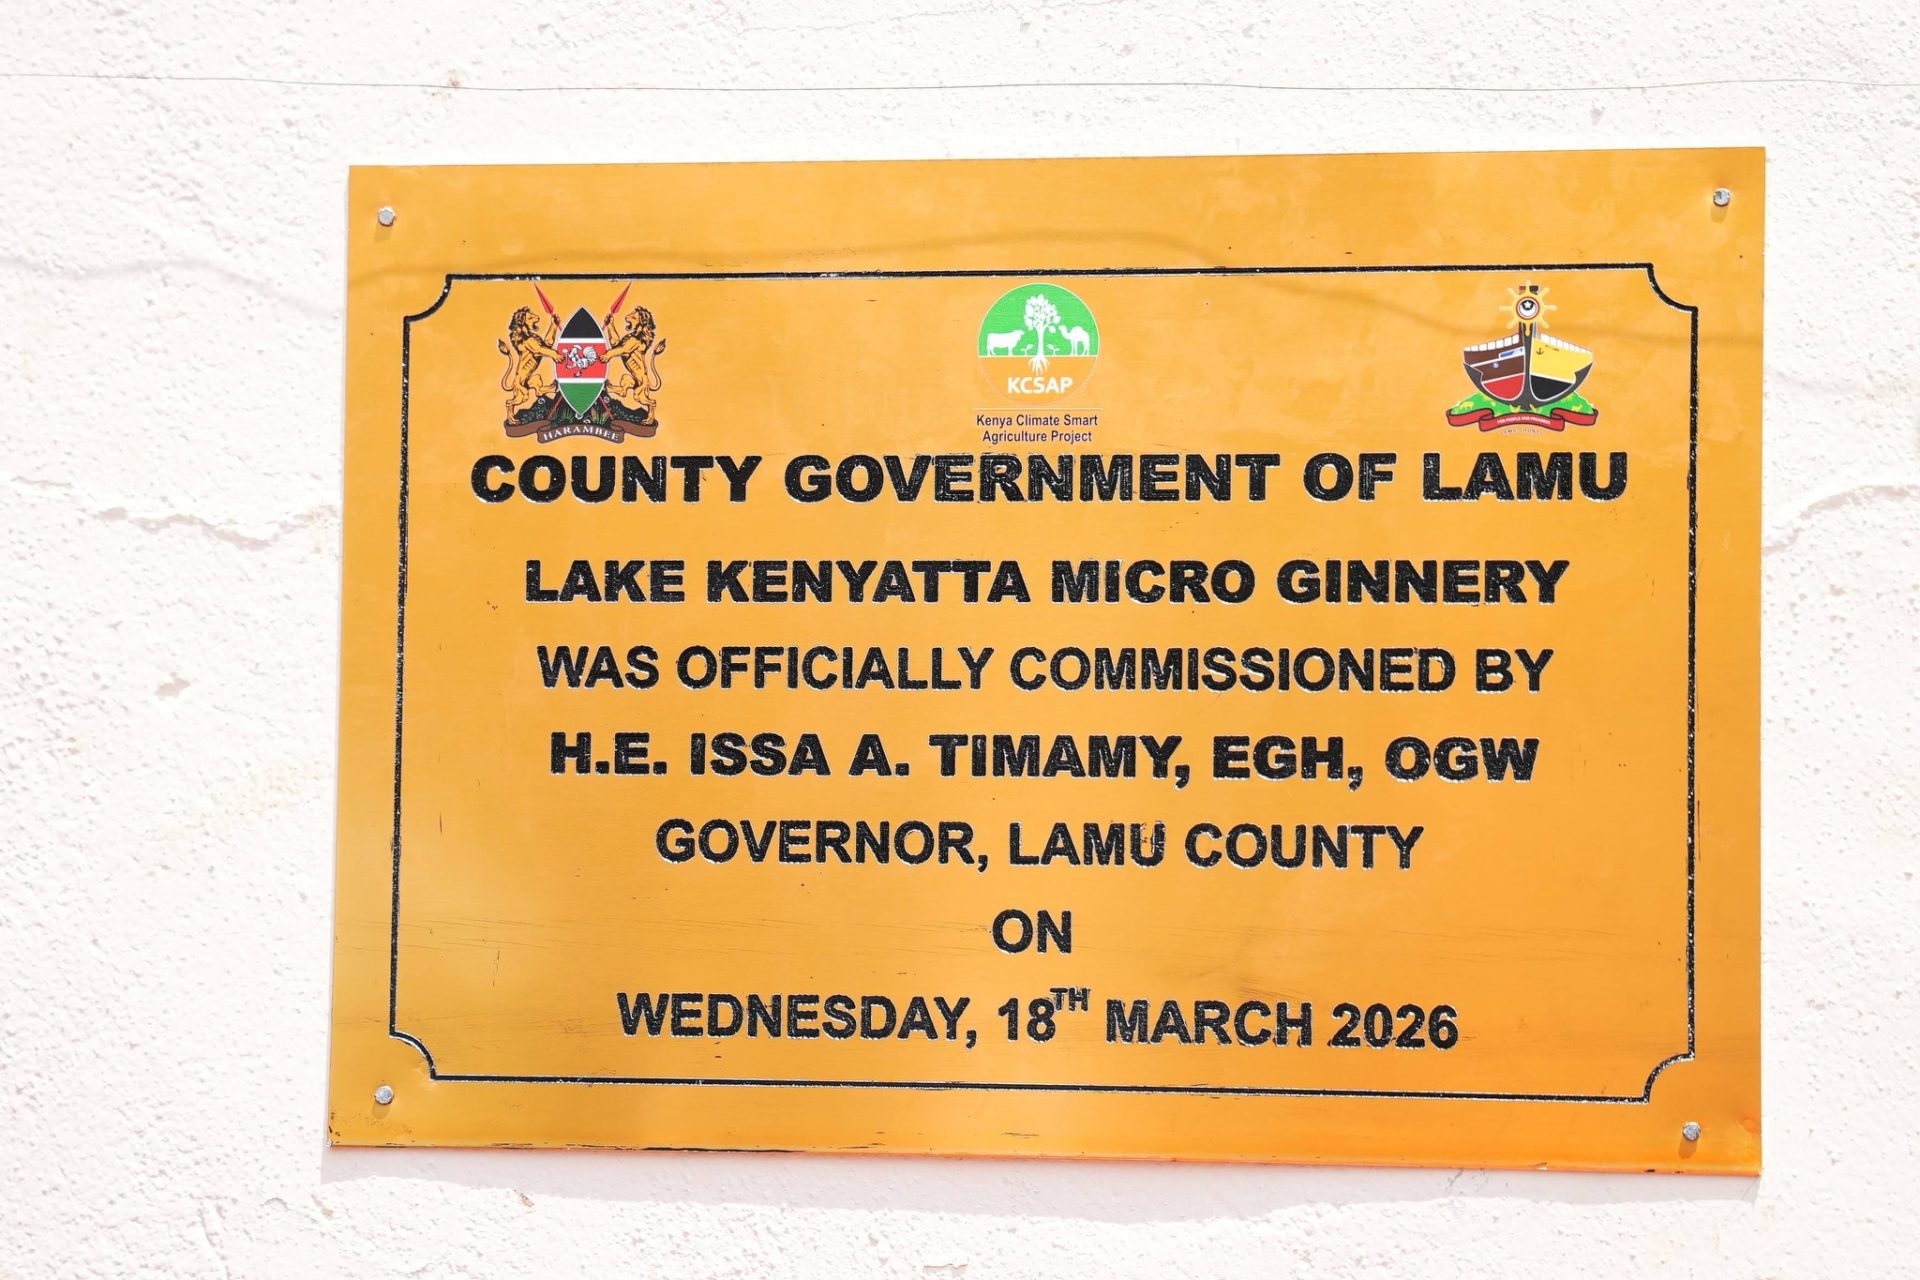 HARAMBEE
KCSAP
Kenya Climate Smart
Agriculture Project
COUNTY GOVERNMENT OF LAMU
LAKE KENYATTA MICRO GINNERY
WAS OFFICIALLY COMMISSIONED BY
H.E. ISSA A. TIMAMY, EGH, OGW
GOVERNOR, LAMU COUNTY
ON
WEDNESDAY, 18TH MARCH 2026